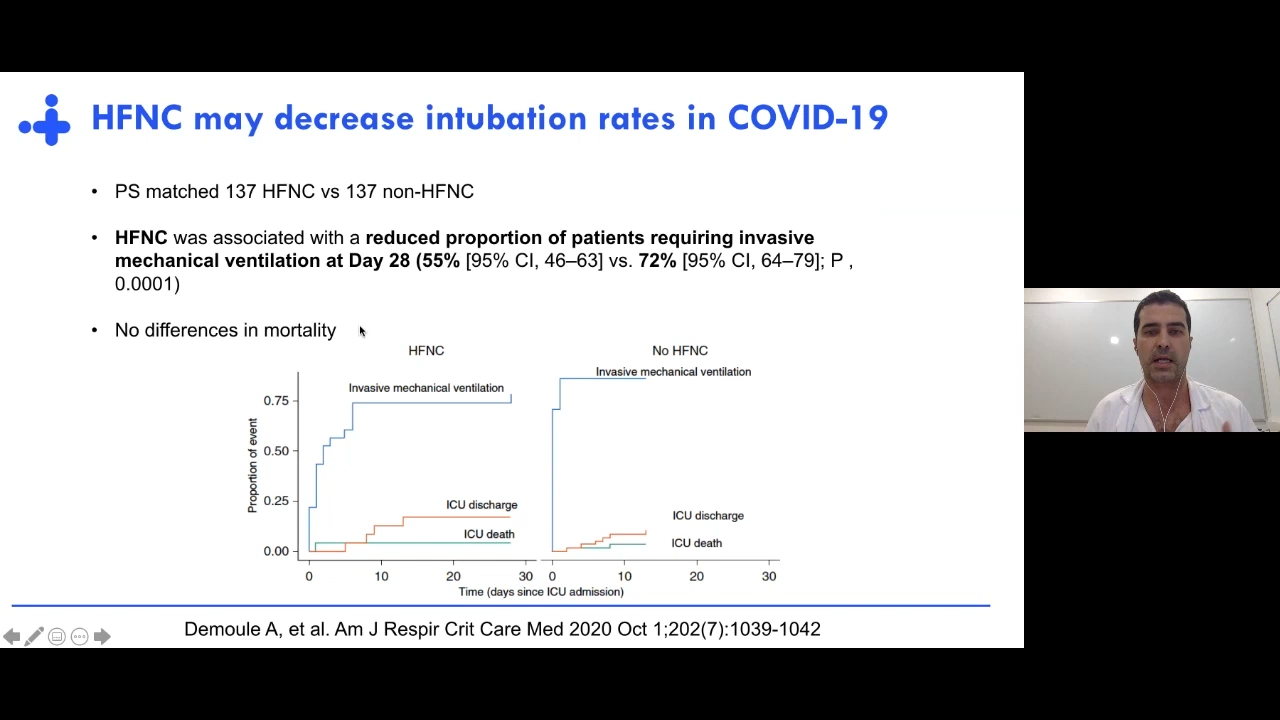 HFNC may decrease intubation rates in COVID-19
• PS matched 137 HFNC vs 137 non-HFNC
• HFNC was associated with a reduced proportion of patients requiring invasive
mechanical ventilation at Day 28 (55% [95% CI, 46–63] vs. 72% [95% CI, 64–79]; P ,
0.0001)
• No differences in mortality
HFNC
No HFNC
Invasive mechanical ventilation
Invasive mechanical ventilation
0.75
0.50
0.25
0.00
Proportion of event
ICU discharge
ICU death
ICU discharge
ICU death
0 10 20 30
0 10 20 30
Time (days since ICU admission)
Demoule A, et al. Am J Respir Crit Care Med 2020 Oct 1;202(7):1039-1042